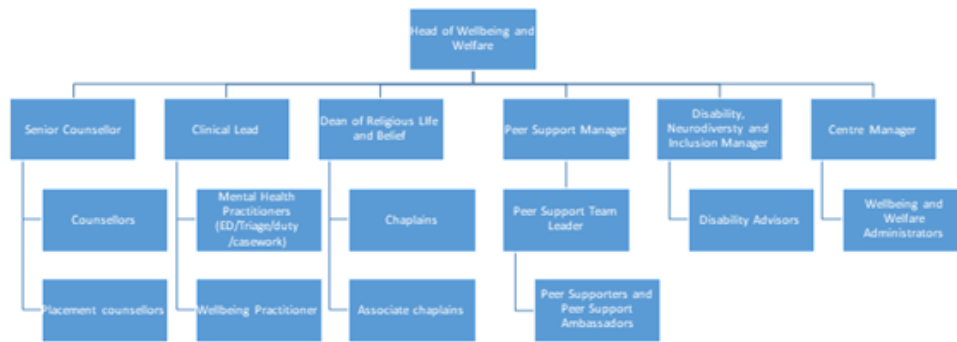 Head of Wellbeing and
Welfare
Senior Counsellor
Clinical Lead
Dean of Religious LIfe
and Belief
Peer Support Manager
Disability,
Neurodiversty and
Inclusion Manager
Centre Manager
Counsellors
Mental Health
Practitioners
(ED/Triage/duty
/casework)
Chaplains
Peer Support Team
Leader
Disability Advisors
Wellbeing and
Welfare
Administrators
Placement counsellors
Wellbeing Practitioner
Associate chaplains
Peer Supporters and
Peer Support
Ambassadors